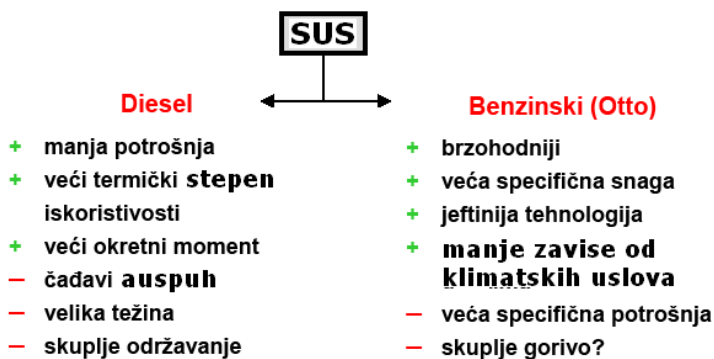 SUS
Diesel
+ manja potrošnja
+ veći termički stepen
iskoristivosti
+ veći okretni moment
− čađavi auspuh
− velika težina
− skuplje održavanje
Benzinski (Otto)
+ brzohodniji
+ veća specifična snaga
+ jeftinija tehnologija
+ manje zavise od
klimatskih uslova
− veća specifična potrošnja
− skuplje gorivo?